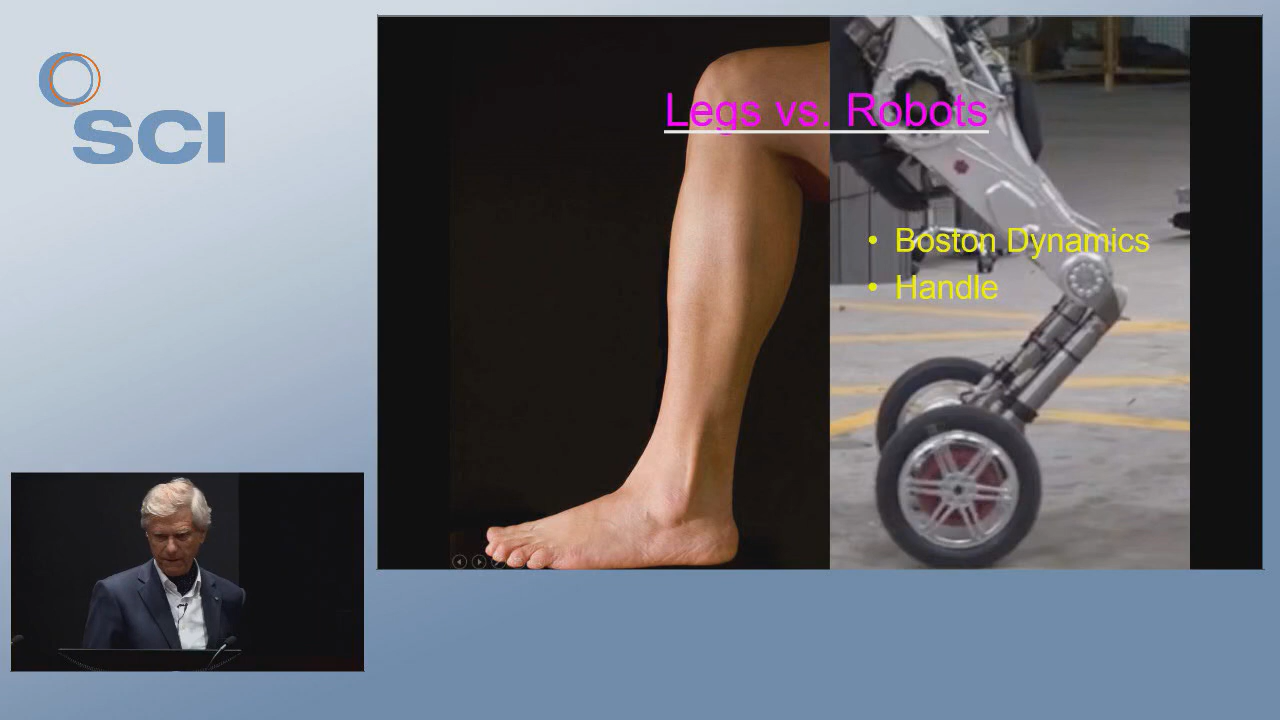 SCI
Legs vs. Robots
• Boston Dynamics
• Handle